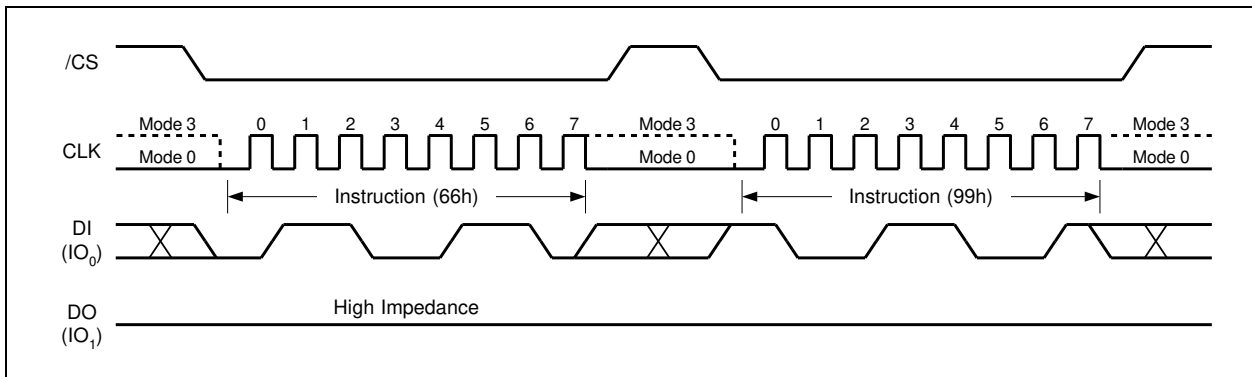 /CS
Mode 3 0 1 2 3 4 5 6 7 Mode 3 0 1 2 3 4 5 6 7 Mode 3
CLK
Mode 0 Mode 0 Mode 0
Instruction (66h) Instruction (99h)
DI
(IO0)
High Impedance
DO
(IO1)